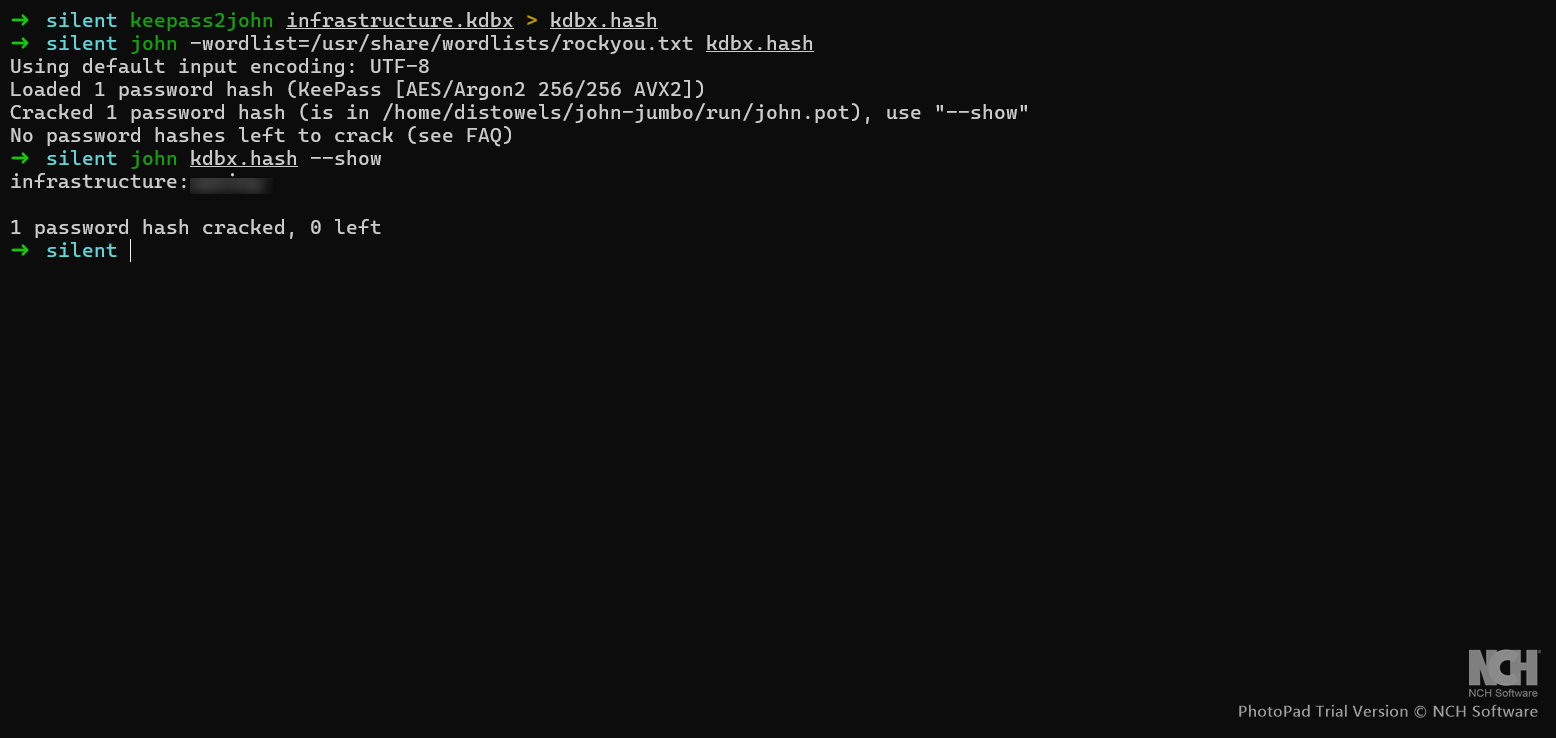 ➜ silent keepass2john infrastructure.kdbx > kdbx.hash
➜ silent john -wordlist=/usr/share/wordlists/rockyou.txt kdbx.hash
Using default input encoding: UTF-8
Loaded 1 password hash (KeePass [AES/Argon2 256/256 AVX2])
Cracked 1 password hash (is in /home/distowels/john-jumbo/run/john.pot), use "--show"
No password hashes left to crack (see FAQ)
➜ silent john kdbx.hash --show
infrastructure:
1 password hash cracked, 0 left
➜ silent
NCH
NCH Software
PhotoPad Trial Version © NCH Software